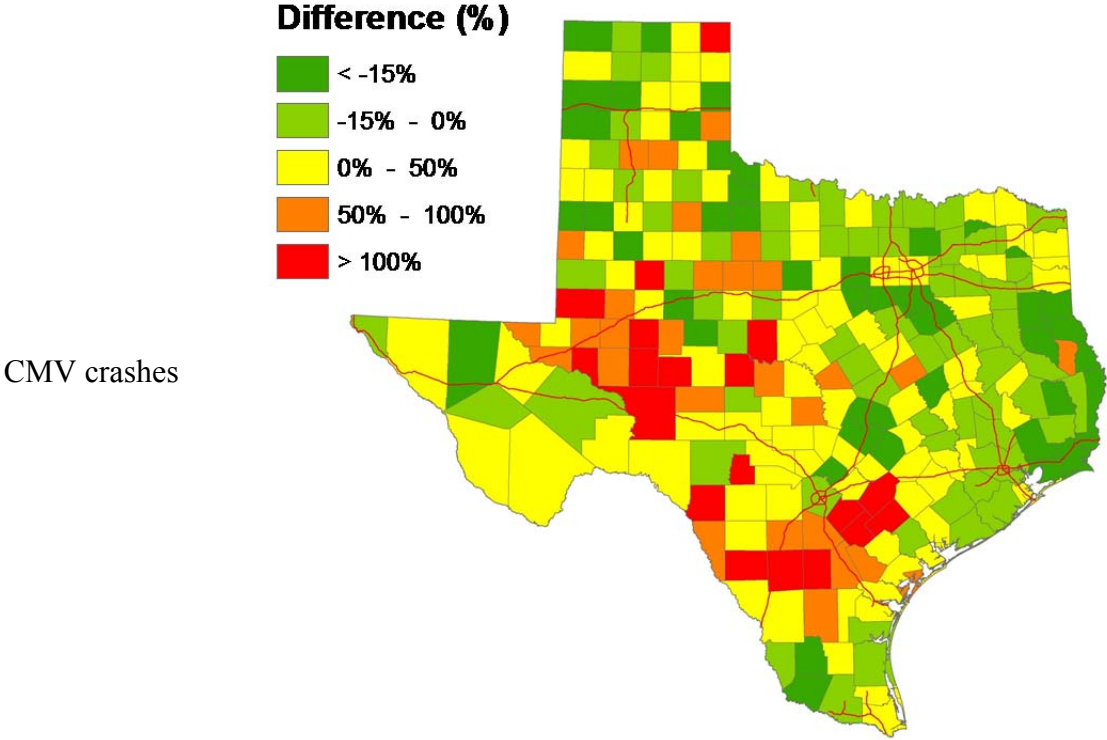 Difference (%)
< -15%
-15% - 0%
0% - 50%
50% - 100%
> 100%
CMV crashes